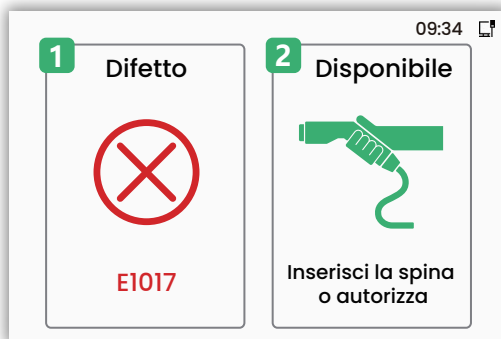 09:34
1
Difetto
E1017
2
Disponibile
Inserisci la spina
o autorizza